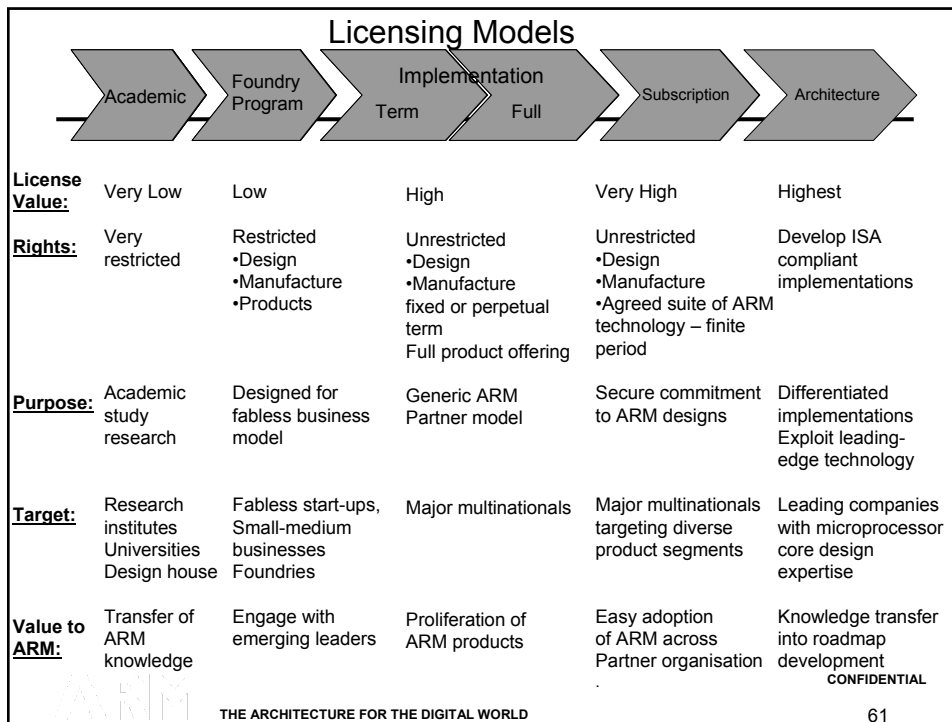 Licensing Models
Academic
Foundry
Program
Implementation
Term Full
Subscription
Architecture
License
Value:
Very Low
Low
High
Very High
Highest
Rights:
Very
restricted
Restricted
•Design
•Manufacture
•Products
Unrestricted
•Design
•Manufacture
fixed or perpetual
term
Full product offering
Unrestricted
•Design
•Manufacture
•Agreed suite of ARM
technology – finite
period
Develop ISA
compliant
implementations
Purpose:
Academic
study
research
Designed for
fabless business
model
Generic ARM
Partner model
Secure commitment
to ARM designs
Differentiated
implementations
Exploit leading-
edge technology
Target:
Research
institutes
Universities
Design house
Fabless start-ups,
Small-medium
businesses
Foundries
Major multinationals
Major multinationals
targeting diverse
product segments
Leading companies
with microprocessor
core design
expertise
Value to
ARM:
Transfer of
ARM
knowledge
Engage with
emerging leaders
Proliferation of
ARM products
Easy adoption
of ARM across
Partner organisation
.
Knowledge transfer
into roadmap
development
CONFIDENTIAL
ARM
THE ARCHITECTURE FOR THE DIGITAL WORLD
61